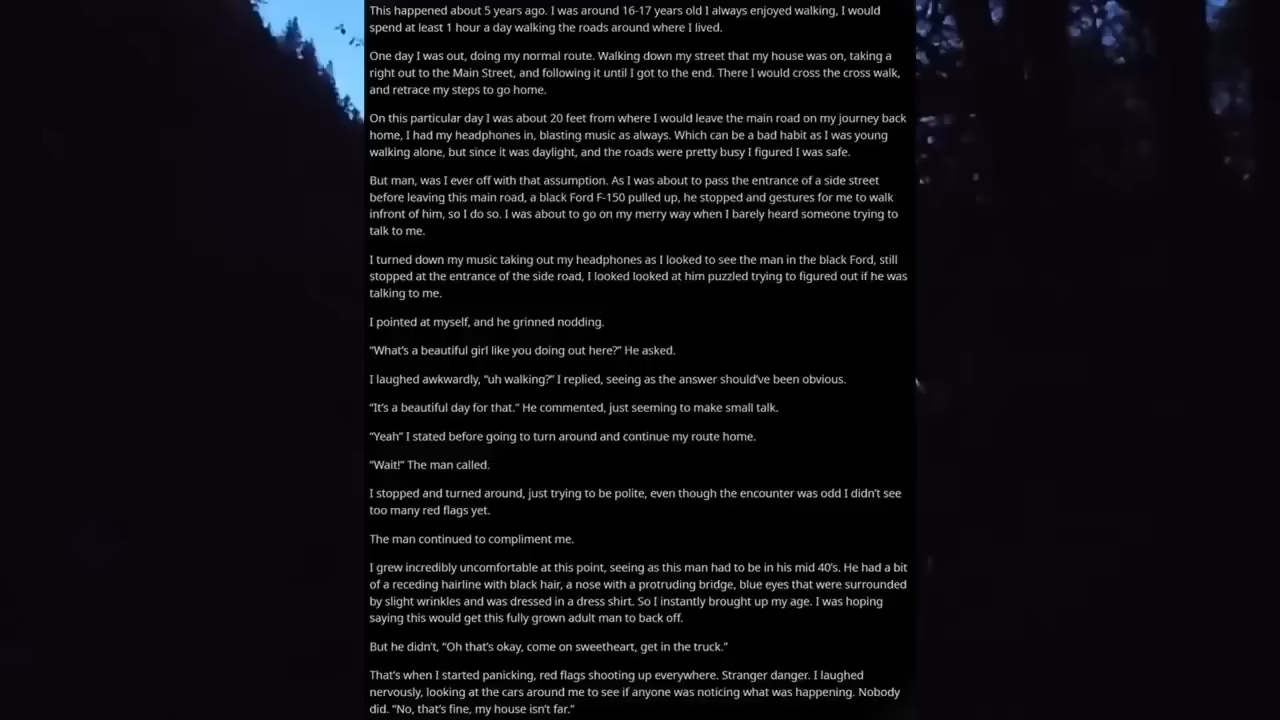 This happened about 5 years ago. I was around 16-17 years old I always enjoyed walking, I would
spend at least 1 hour a day walking the roads around where I lived.
One day I was out, doing my normal route. Walking down my street that my house was on, taking a
right out to the Main Street, and following it until I got to the end. There I would cross the cross walk,
and retrace my steps to go home.
On this particular day I was about 20 feet from where I would leave the main road on my journey back
home, I had my headphones in, blasting music as always. Which can be a bad habit as I was young
walking alone, but since it was daylight, and the roads were pretty busy I figured I was safe.
But man, was I ever off with that assumption. As I was about to pass the entrance of a side street
before leaving this main road, a black Ford F-150 pulled up, he stopped and gestures for me to walk
infront of him, so I do so. I was about to go on my merry way when I barely heard someone trying to
talk to me.
I turned down my music taking out my headphones as I looked to see the man in the black Ford, still
stopped at the entrance of the side road, I looked looked at him puzzled trying to figured out if he was
talking to me.
I pointed at myself, and he grinned nodding.
“What’s a beautiful girl like you doing out here?” He asked.
I laughed awkwardly, “uh walking?” I replied, seeing as the answer should’ve been obvious.
“It’s a beautiful day for that.” He commented, just seeming to make small talk.
“Yeah” I stated before going to turn around and continue my route home.
“Wait!” The man called.
I stopped and turned around, just trying to be polite, even though the encounter was odd I didn’t see
too many red flags yet.
The man continued to compliment me.
I grew incredibly uncomfortable at this point, seeing as this man had to be in his mid 40’s. He had a bit
of a receding hairline with black hair, a nose with a protruding bridge, blue eyes that were surrounded
by slight wrinkles and was dressed in a dress shirt. So I instantly brought up my age. I was hoping
saying this would get this fully grown adult man to back off.
But he didn’t, “Oh that’s okay, come on sweetheart, get in the truck.”
That’s when I started panicking, red flags shooting up everywhere. Stranger danger. I laughed
nervously, looking at the cars around me to see if anyone was noticing what was happening. Nobody
did. “No, that’s fine, my house isn’t far.”